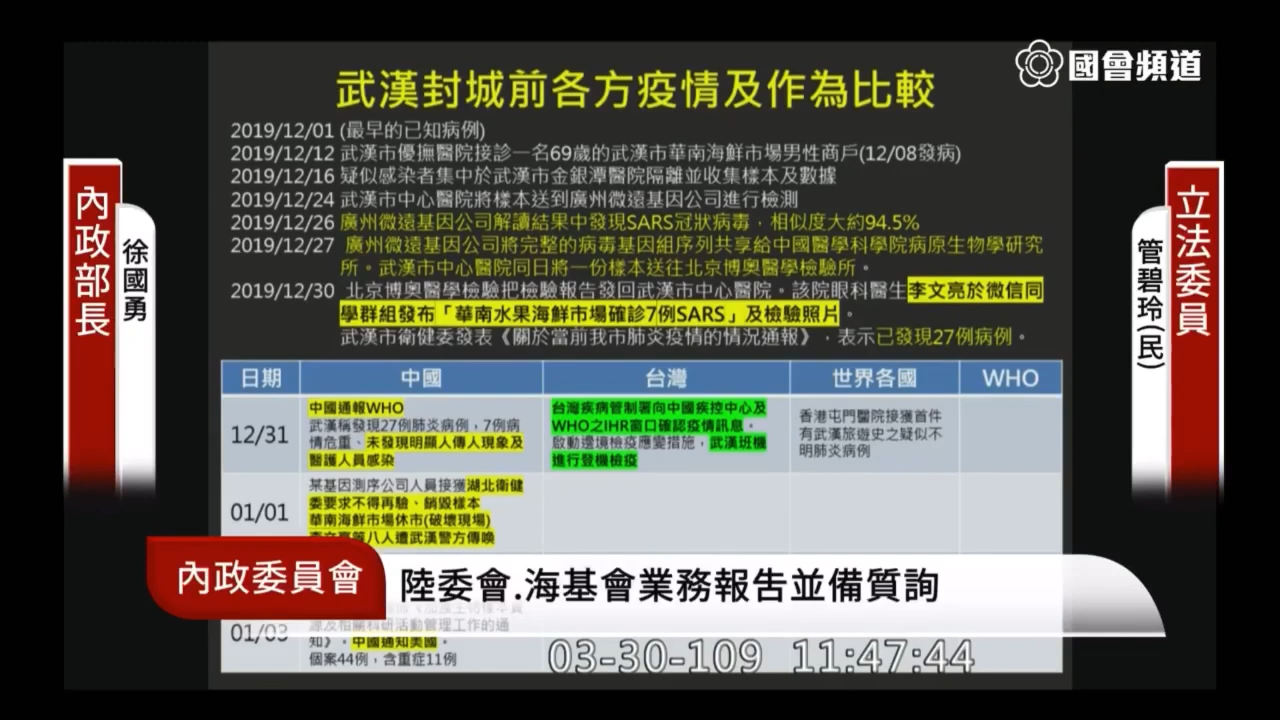 國會頻道
武漢封城前各方疫情及作為比較
2019/12/01 (最早的已知病例)
2019/12/12 武漢市優撫醫院接診一名69歲的武漢市華南海鮮市場男性商戶(12/08發病)
2019/12/16 疑似感染者集中於武漢市金銀潭醫院隔離並收集樣本及數據
2019/12/24 武漢市中心醫院將樣本送到廣州微遠基因公司進行檢測
2019/12/26 廣州微遠基因公司解讀結果中發現SARS冠狀病毒，相似度大約94.5%
2019/12/27 廣州微遠基因公司將完整的病毒基因組序列共享給中國醫學科學院病原生物學研究
所。武漢市中心醫院同日將一份樣本送往北京博奧醫學檢驗所。
2019/12/30 北京博奧醫學檢驗把檢驗報告發回武漢市中心醫院。該院眼科醫生李文亮於微信同
學群組發布「華南水果海鮮市場確診7例SARS」及檢驗照片。
武漢市衛健委發表《關於當前我市肺炎疫情的情況通報》，表示已發現27例病例。
內政部長
徐國勇
立法委員
管碧玲(民)
日期
中國
台灣
世界各國
WHO
12/31
中國通報WHO
武漢稱發現27例肺炎病例，7例病
情危重、未發現明顯人傳人現象及
醫護人員感染
台灣疾病管制署向中國疾控中心及
WHO之IHR窗口確認疫情訊息。
啟動邊境檢疫應變措施，武漢班機
進行登機檢疫
香港屯門醫院接獲首件
有武漢旅遊史之疑似不
明肺炎病例
01/01
某基因測序公司人員接獲湖北衛健
委要求不得再驗、銷毀樣本
華南海鮮市場休市(破壞現場)
李文亮等八人遭武漢警方傳喚
內政委員會
陸委會.海基會業務報告並備質詢
01/03
源及相關科研活動管理工作的通
知》。中國通知美國。
個案44例，含重症11例
03-30-109 11:47:44